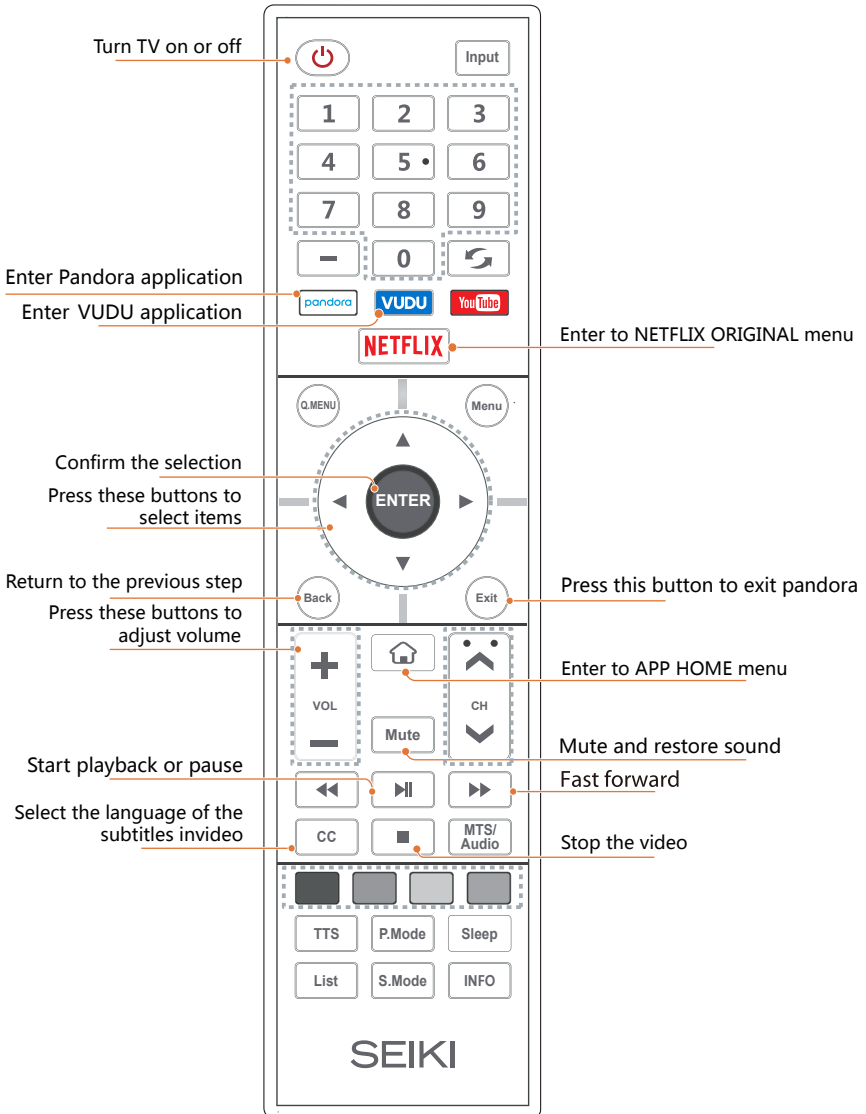 Turn TV on or off
Input
1 2 3
4 5 6
7 8 9
− 0
Enter Pandora application
pandora VUDU YouTube
Enter VUDU application
NETFLIX
Enter to NETFLIX ORIGINAL menu
Q.MENU
Menu
Confirm the selection
ENTER
Press these buttons to
select items
Return to the previous step
Back
Exit
Press this button to exit pandora
Press these buttons to
adjust volume
+
VOL
−
CH
Enter to APP HOME menu
Mute
Mute and restore sound
Start playback or pause
Fast forward
Select the language of the
subtitles invideo
CC
MTS/
Audio
Stop the video
TTS P.Mode Sleep
List S.Mode INFO
SEIKI